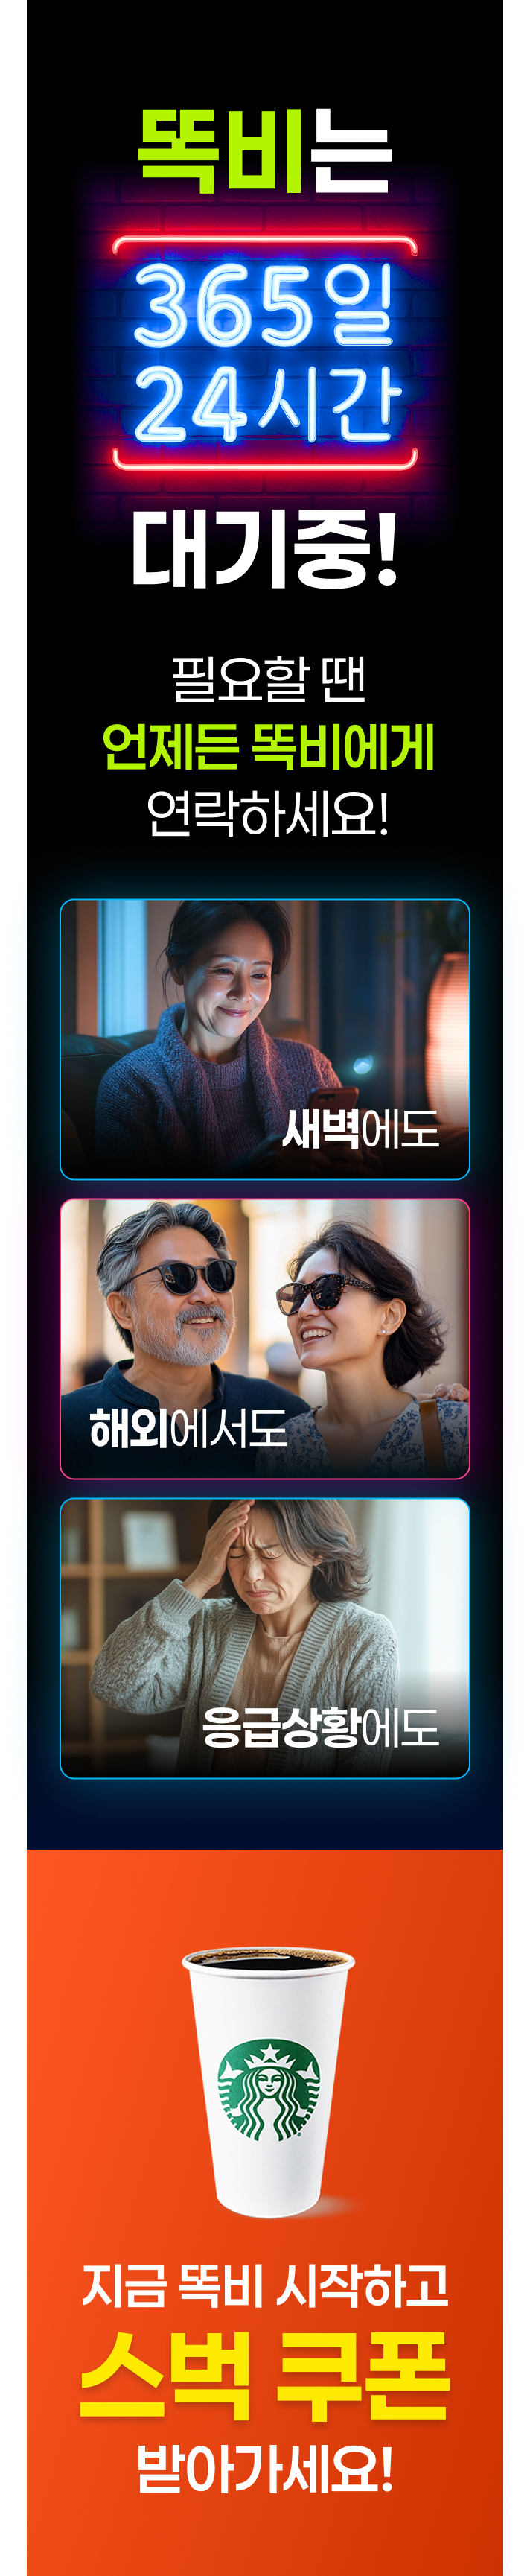 똑비는
365일
24시간
대기중!
필요할 땐
언제든 똑비에게
연락하세요!
새벽에도
해외에서도
응급상황에도
지금 똑비 시작하고
스벅 쿠폰
받아가세요!